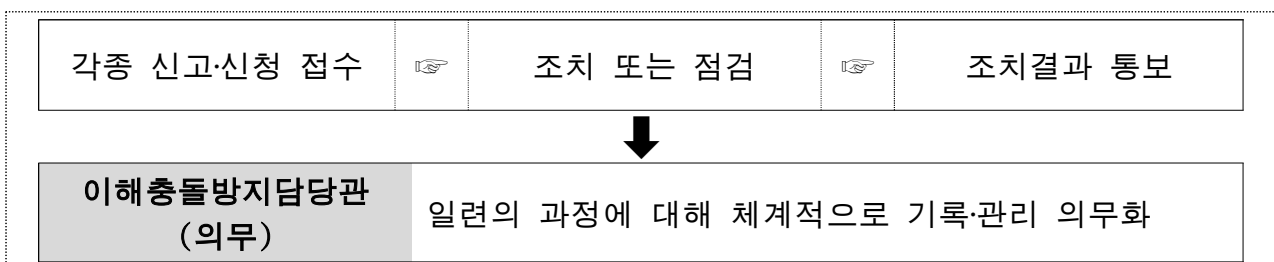 각종 신고·신청 접수 ☞ 조치 또는 점검 ☞ 조치결과 통보
이해충돌방지담당관
(의무)
일련의 과정에 대해 체계적으로 기록·관리 의무화